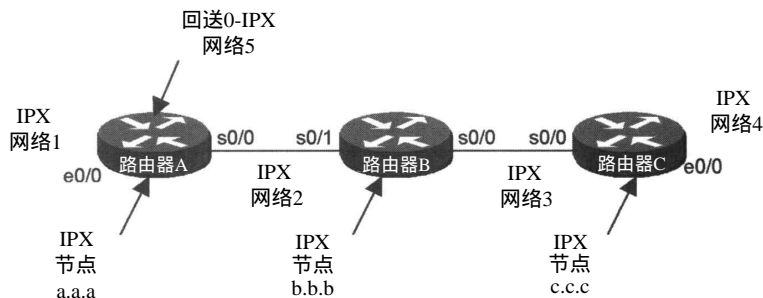 回送0-IPX
网络5
IPX
网络1
IPX
网络4
s0/0
s0/1
s0/0
s0/0
路由器A
路由器B
路由器C
e0/0
e0/0
IPX
网络2
IPX
网络3
IPX
节点
a.a.a
IPX
节点
b.b.b
IPX
节点
c.c.c